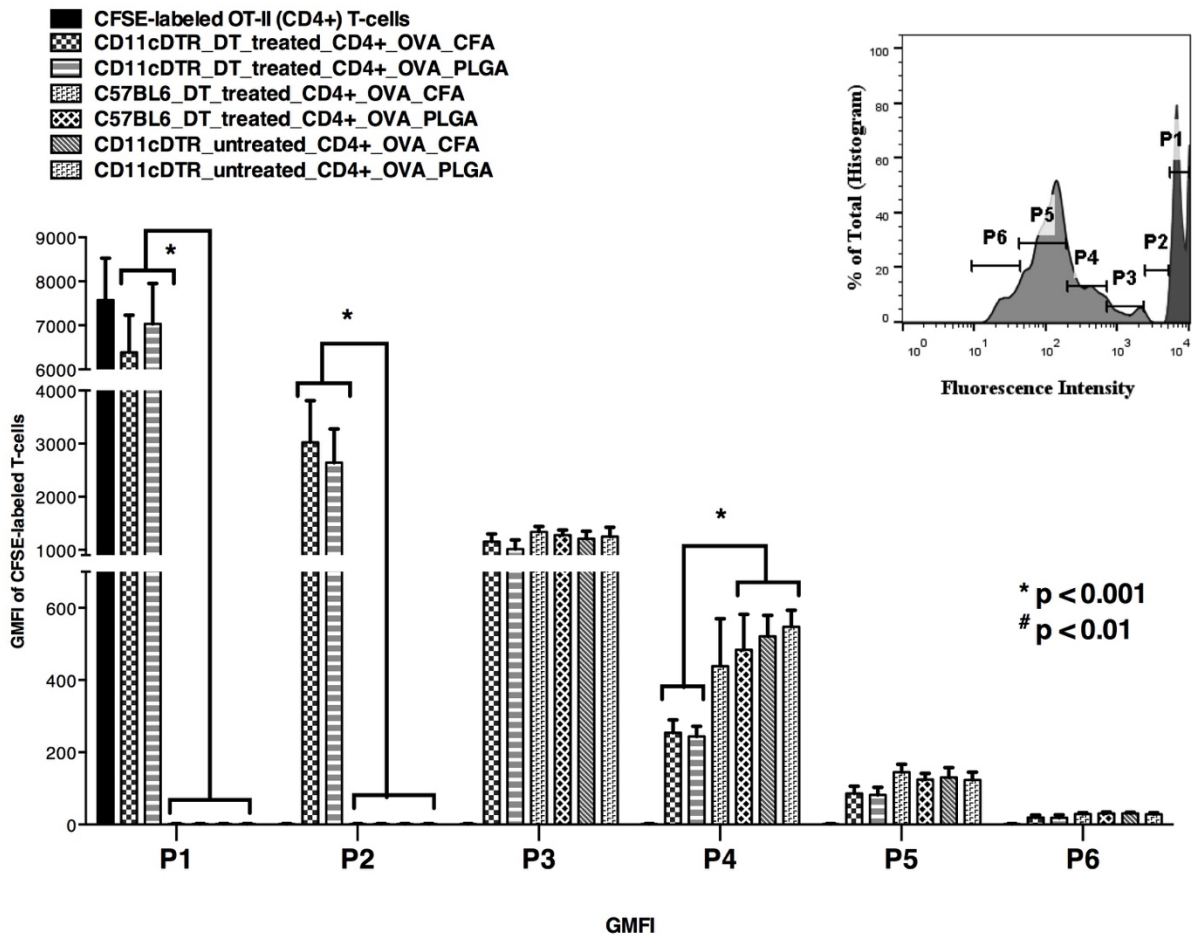 CFSE-labeled OT-II (CD4+) T-cells
CD11cDTR_DT_treated_CD4+_OVA_CFA
CD11cDTR_DT_treated_CD4+_OVA_PLGA
C57BL6_DT_treated_CD4+_OVA_CFA
C57BL6_DT_treated_CD4+_OVA_PLGA
CD11cDTR_untreated_CD4+_OVA_CFA
CD11cDTR_untreated_CD4+_OVA_PLGA
% of Total (Histogram)
100
80
60
40
20
0
P6
P5
P4
P3
P2
P1
10^0
10^1
10^2
10^3
10^4
Fluorescence Intensity
GMFI of CFSE-labeled T-cells
9000
8000
7000
6000
4000
3000
2000
1000
600
400
200
0
*
*
*
* p < 0.001
# p < 0.01
P1
P2
P3
P4
P5
P6
GMFI